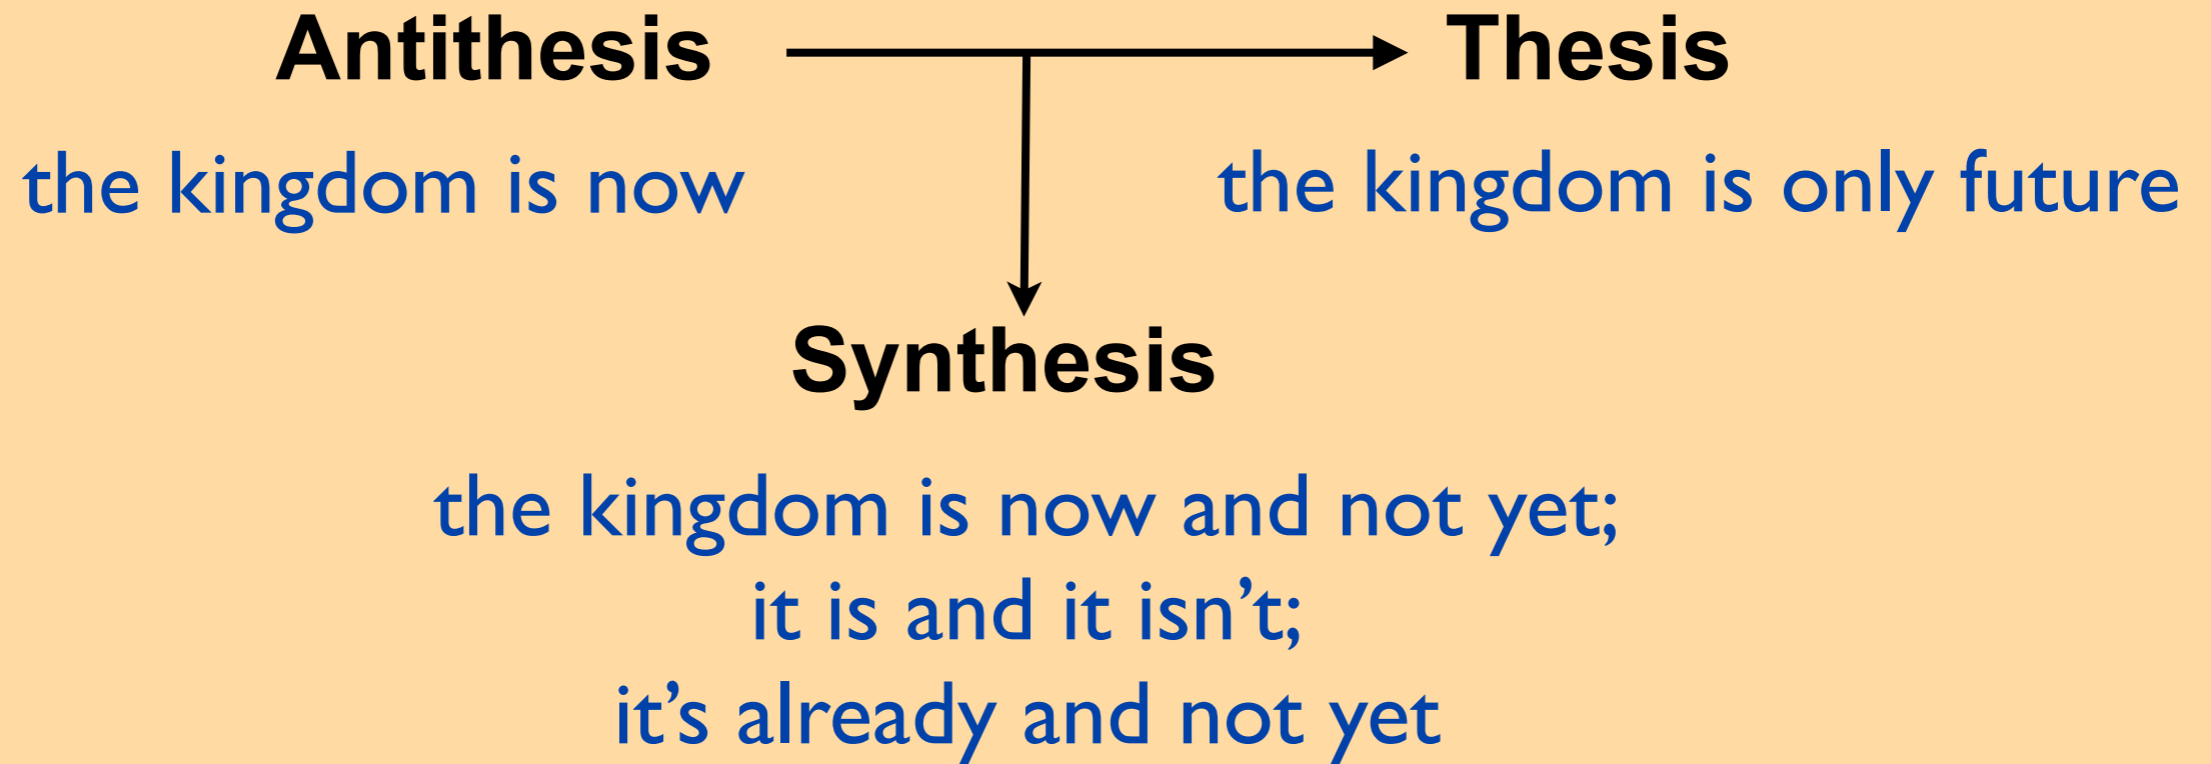 Antithesis Thesis
the kingdom is now the kingdom is only future
Synthesis
the kingdom is now and not yet;
it is and it isn’t;
it’s already and not yet